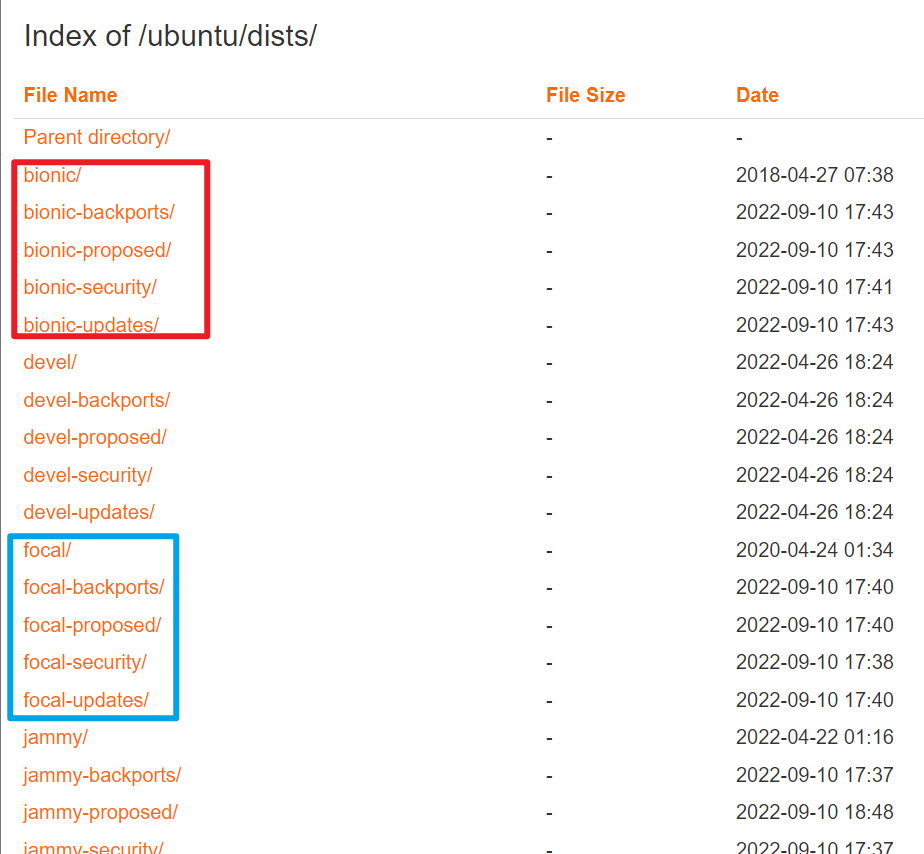 Index of /ubuntu/dists/
File Name File Size Date
Parent directory/ - -
bionic/ - 2018-04-27 07:38
bionic-backports/ - 2022-09-10 17:43
bionic-proposed/ - 2022-09-10 17:43
bionic-security/ - 2022-09-10 17:41
bionic-updates/ - 2022-09-10 17:43
devel/ - 2022-04-26 18:24
devel-backports/ - 2022-04-26 18:24
devel-proposed/ - 2022-04-26 18:24
devel-security/ - 2022-04-26 18:24
devel-updates/ - 2022-04-26 18:24
focal/ - 2020-04-24 01:34
focal-backports/ - 2022-09-10 17:40
focal-proposed/ - 2022-09-10 17:40
focal-security/ - 2022-09-10 17:38
focal-updates/ - 2022-09-10 17:40
jammy/ - 2022-04-22 01:16
jammy-backports/ - 2022-09-10 17:37
jammy-proposed/ - 2022-09-10 18:48
jammy-security/ - 2022-09-10 17:37